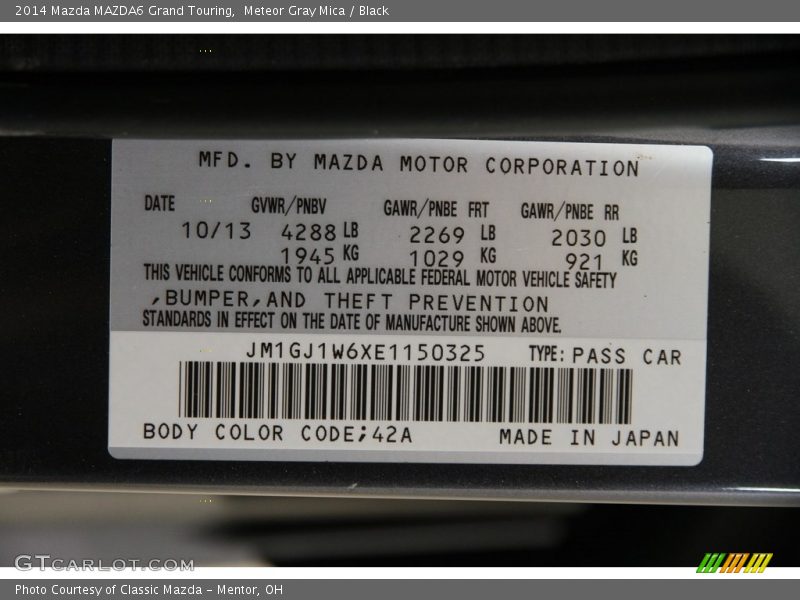 2014 Mazda MAZDA6 Grand Touring,  Meteor Gray Mica / Black
MFD. BY MAZDA MOTOR CORPORATION
DATE GVWR/PNBV GAWR/PNBE FRT GAWR/PNBE RR
10/13 4288 LB 2269 LB 2030 LB
1945 KG 1029 KG 921 KG
THIS VEHICLE CONFORMS TO ALL APPLICABLE FEDERAL MOTOR VEHICLE SAFETY
,BUMPER,AND THEFT PREVENTION
STANDARDS IN EFFECT ON THE DATE OF MANUFACTURE SHOWN ABOVE.
JM1GJ1W6XE1150325 TYPE: PASS CAR
BODY COLOR CODE;42A MADE IN JAPAN
GTCARLOT.COM
Photo Courtesy of Classic Mazda - Mentor, OH